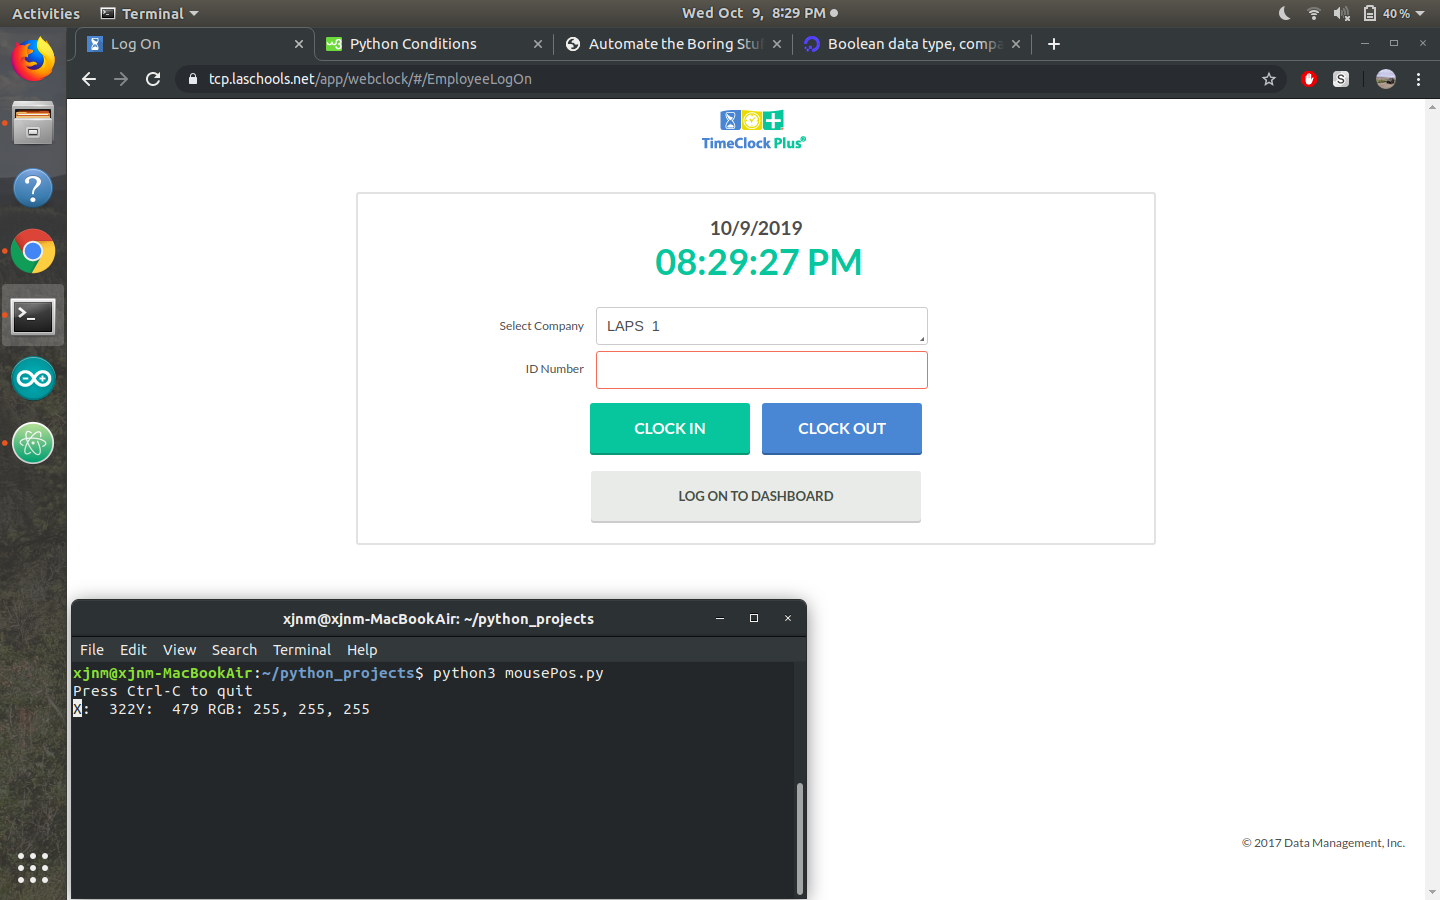 Activities Terminal Wed Oct 9, 8:29 PM 40 %
Log On Python Conditions Automate the Boring Stu Boolean data type, compa
tcp.laschools.net/app/webclock/#/EmployeeLogOn S
TimeClock Plus®
10/9/2019
08:29:27 PM
Select Company LAPS 1
ID Number
CLOCK IN CLOCK OUT
LOG ON TO DASHBOARD
xjnm@xjnm-MacBookAir: ~/python_projects
File Edit View Search Terminal Help
xjnm@xjnm-MacBookAir:~/python_projects$ python3 mousePos.py
Press Ctrl-C to quit
X:  322Y:  479 RGB: 255, 255, 255
© 2017 Data Management, Inc.